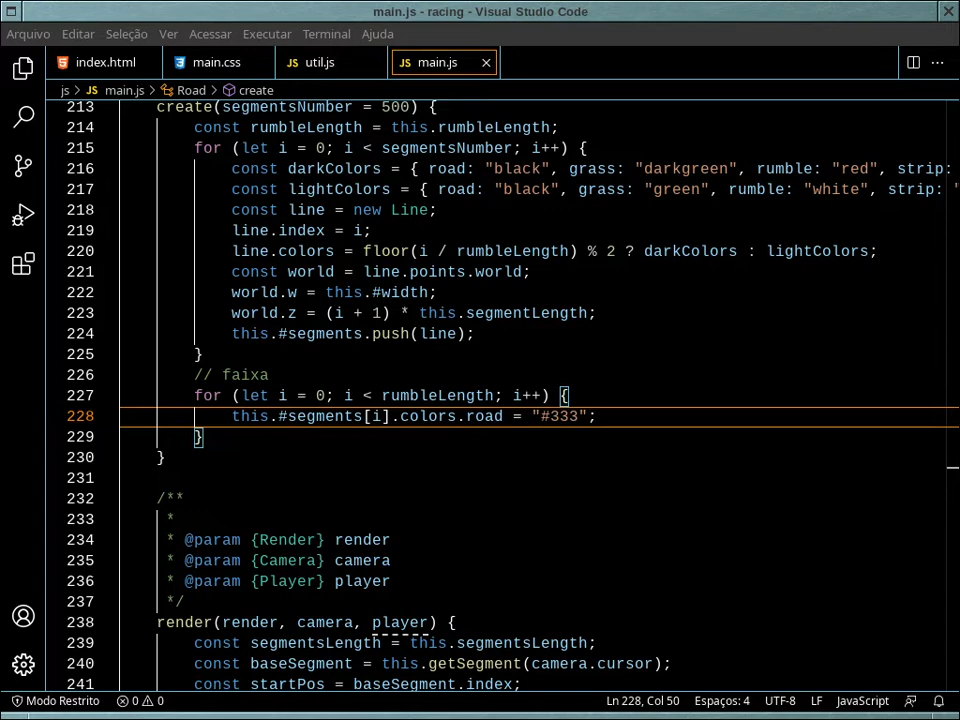 main.js - racing - Visual Studio Code
Arquivo Editar Seleção Ver Acessar Executar Terminal Ajuda
index.html main.css JS util.js JS main.js
js > JS main.js > Road > create
213 create(segmentsNumber = 500) {
214 const rumbleLength = this.rumbleLength;
215 for (let i = 0; i < segmentsNumber; i++) {
216 const darkColors = { road: "black", grass: "darkgreen", rumble: "red", strip:
217 const lightColors = { road: "black", grass: "green", rumble: "white", strip: "
218 const line = new Line;
219 line.index = i;
220 line.colors = floor(i / rumbleLength) % 2 ? darkColors : lightColors;
221 const world = line.points.world;
222 world.w = this.#width;
223 world.z = (i + 1) * this.segmentLength;
224 this.#segments.push(line);
225 }
226 // faixa
227 for (let i = 0; i < rumbleLength; i++) {
228 this.#segments[i].colors.road = "#333";
229 }
230 }
231
232 /**
233 *
234 * @param {Render} render
235 * @param {Camera} camera
236 * @param {Player} player
237 */
238 render(render, camera, player) {
239 const segmentsLength = this.segmentsLength;
240 const baseSegment = this.getSegment(camera.cursor);
241 const startPos = baseSegment.index;
Modo Restrito 0 0 Ln 228, Col 50 Espaços: 4 UTF-8 LF JavaScript